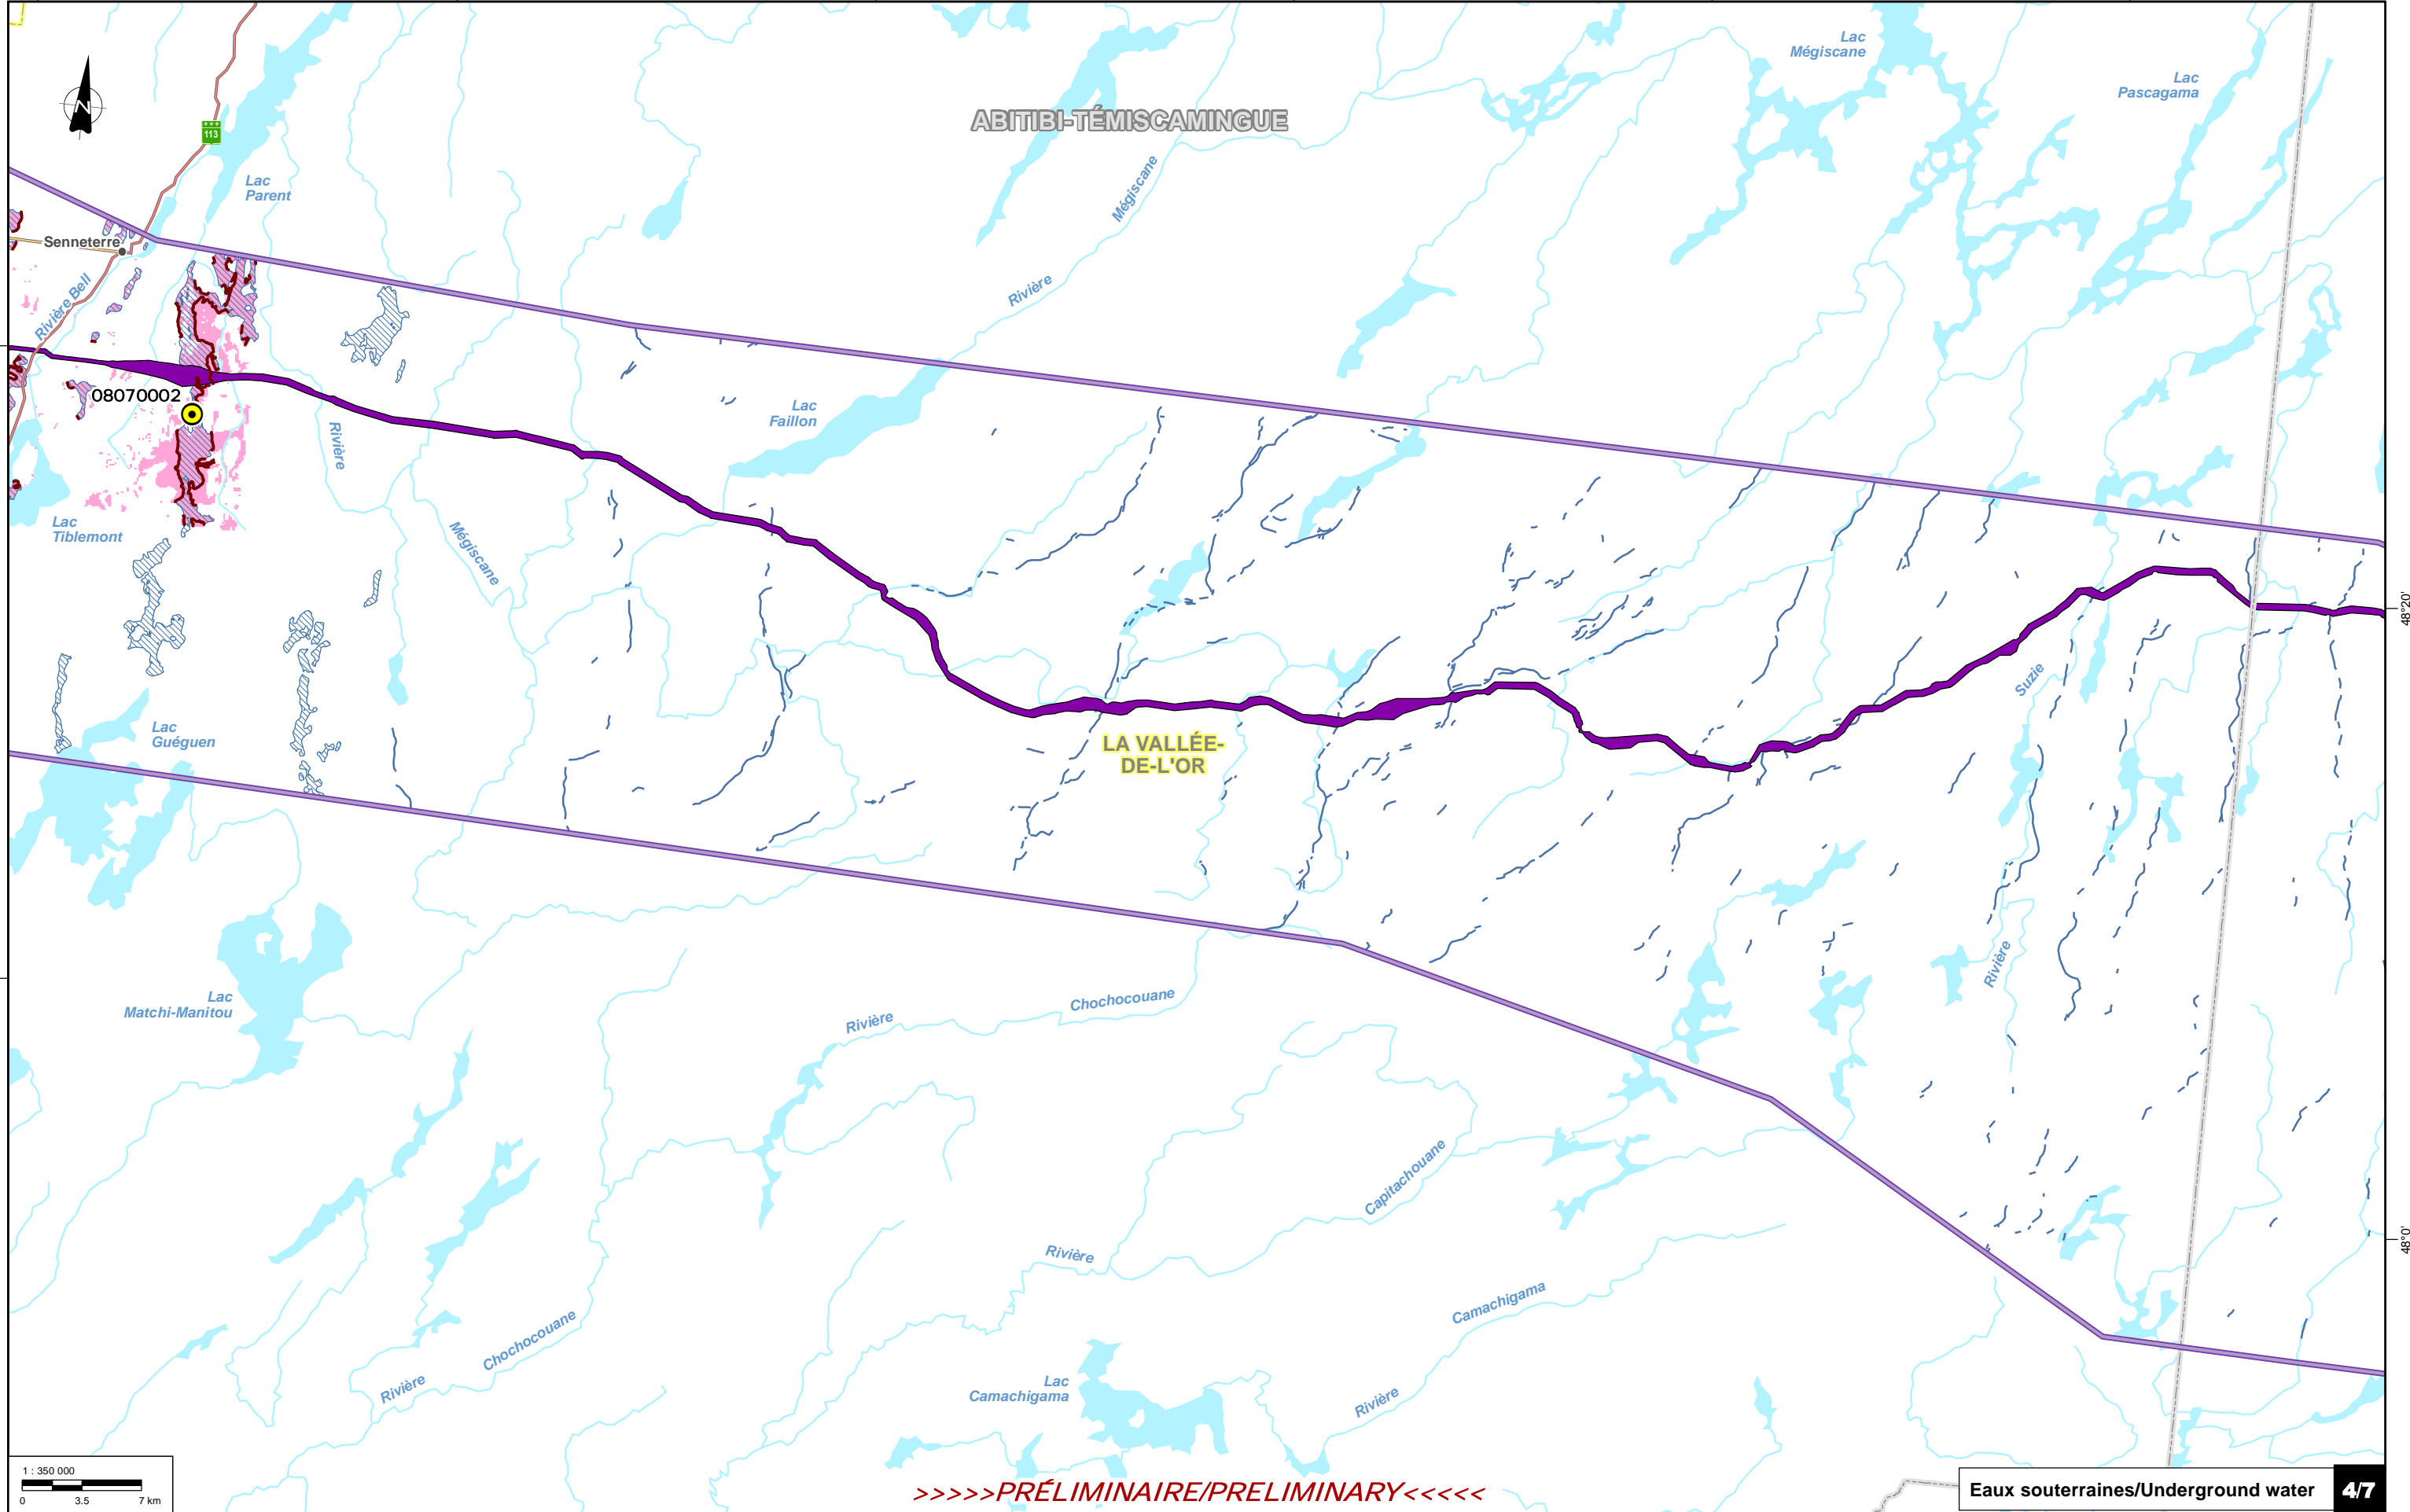 Lac
Mégiscane
Lac
Pascagama
N
113
ABITIBI-TÉMISCAMINGUE
Lac
Parent
Mégiscane
Senneterre
Rivière Bell
Rivière
08070002
Lac
Faillon
Rivière
Lac
Tiblemont
Mégiscane
48°20'
Suzie
Lac
Guéguen
LA VALLÉE-
DE-L'OR
Rivière
Lac
Matchi-Manitou
Chochocouane
Rivière
Capitachouane
48°0'
Rivière
Camachigama
Chochocouane
Rivière
Lac
Camachigama
Rivière
1 : 350 000
0 3.5 7 km
>>>>>PRÉLIMINAIRE/PRELIMINARY<<<<<
Eaux souterraines/Underground water 4/7